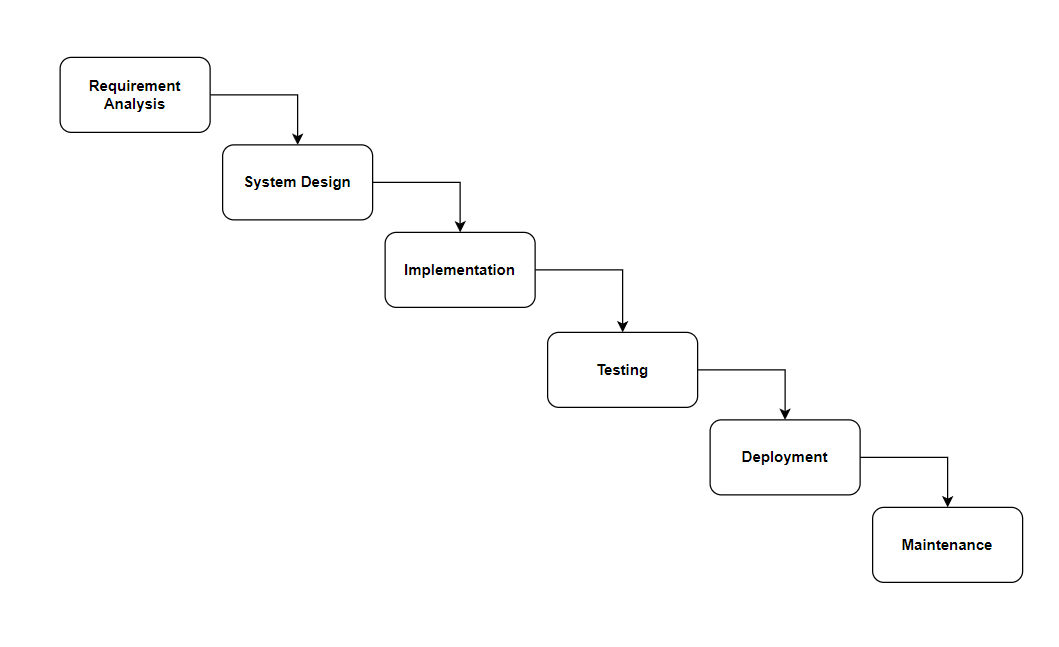 Requirement
Analysis
System Design
Implementation
Testing
Deployment
Maintenance